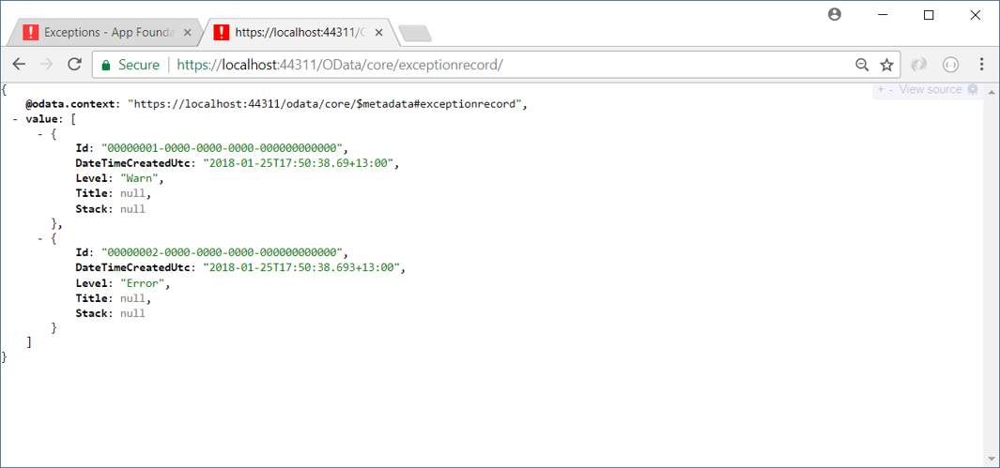 Exceptions - App Founda
https://localhost:44311/O
Secure https://localhost:44311/OData/core/exceptionrecord/
+ - View source
{
@odata.context: "https://localhost:44311/odata/core/$metadata#exceptionrecord",
- value: [
- {
Id: "00000001-0000-0000-0000-000000000000",
DateTimeCreatedUtc: "2018-01-25T17:50:38.69+13:00",
Level: "Warn",
Title: null,
Stack: null
},
- {
Id: "00000002-0000-0000-0000-000000000000",
DateTimeCreatedUtc: "2018-01-25T17:50:38.693+13:00",
Level: "Error",
Title: null,
Stack: null
}
]
}